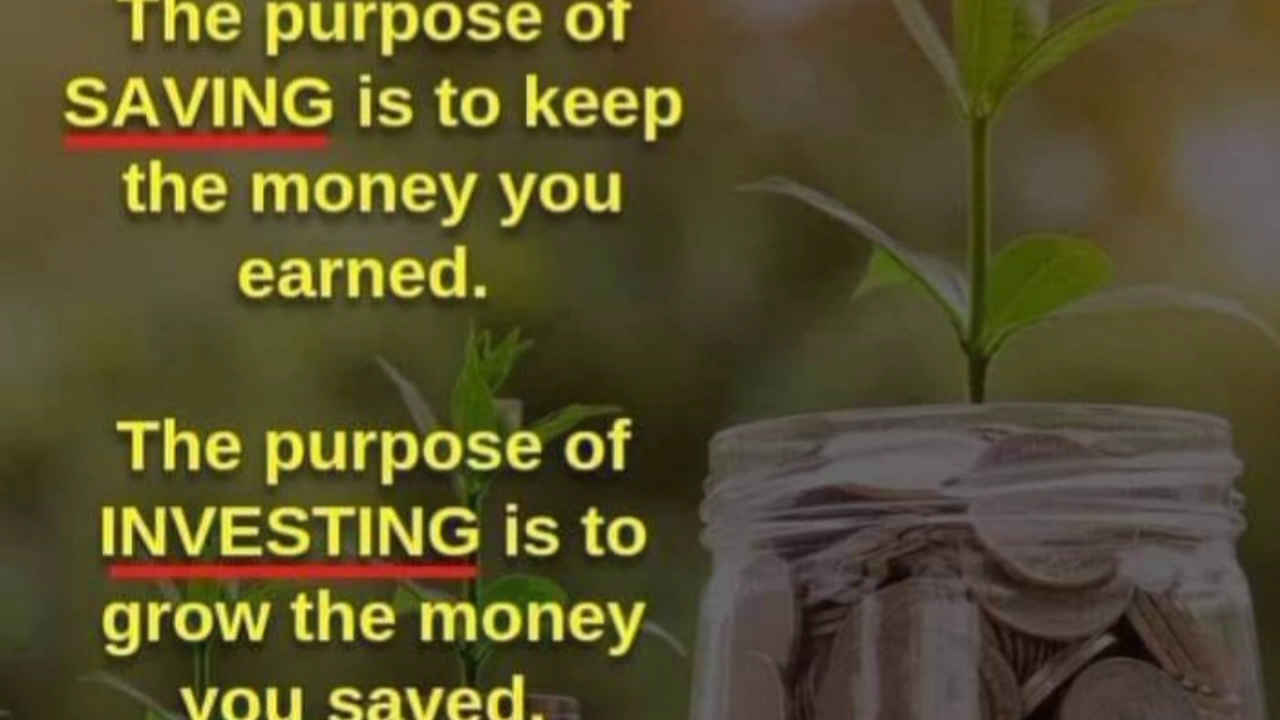 The purpose of
SAVING is to keep
the money you
earned.
The purpose of
INVESTING is to
grow the money
you saved.